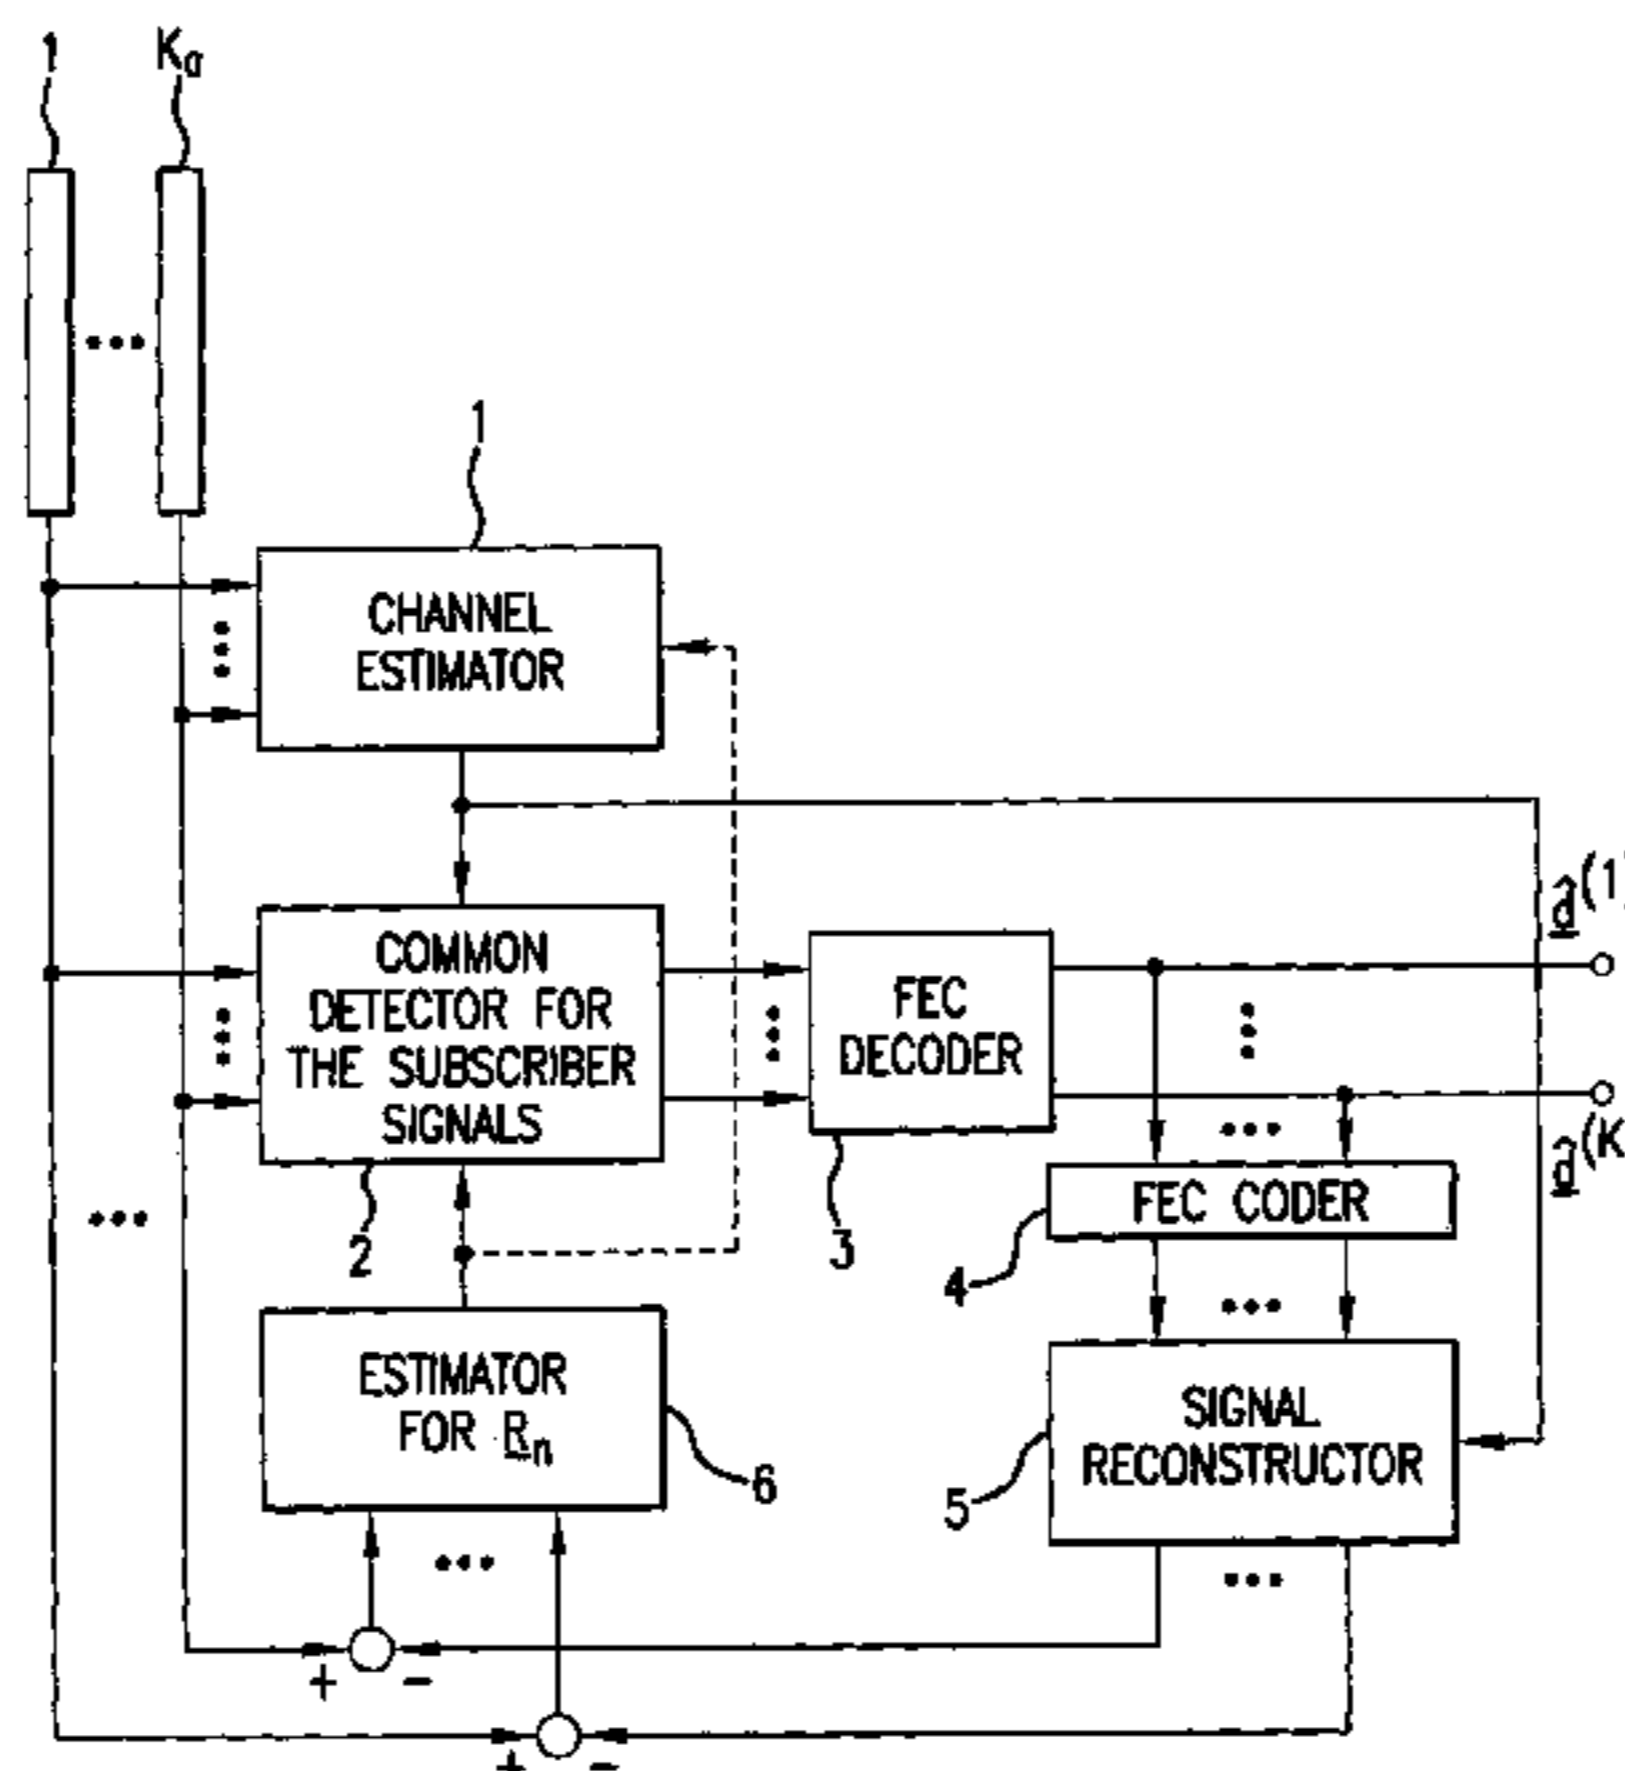 1
Ka
1
CHANNEL
ESTIMATOR
COMMON
DETECTOR FOR
THE SUBSCRIBER
SIGNALS
2
FEC
DECODER
3
d̲̂(1)
d̲̂(K
FEC CODER
4
ESTIMATOR
FOR R̲n
6
SIGNAL
RECONSTRUCTOR
5
+ -
+ -